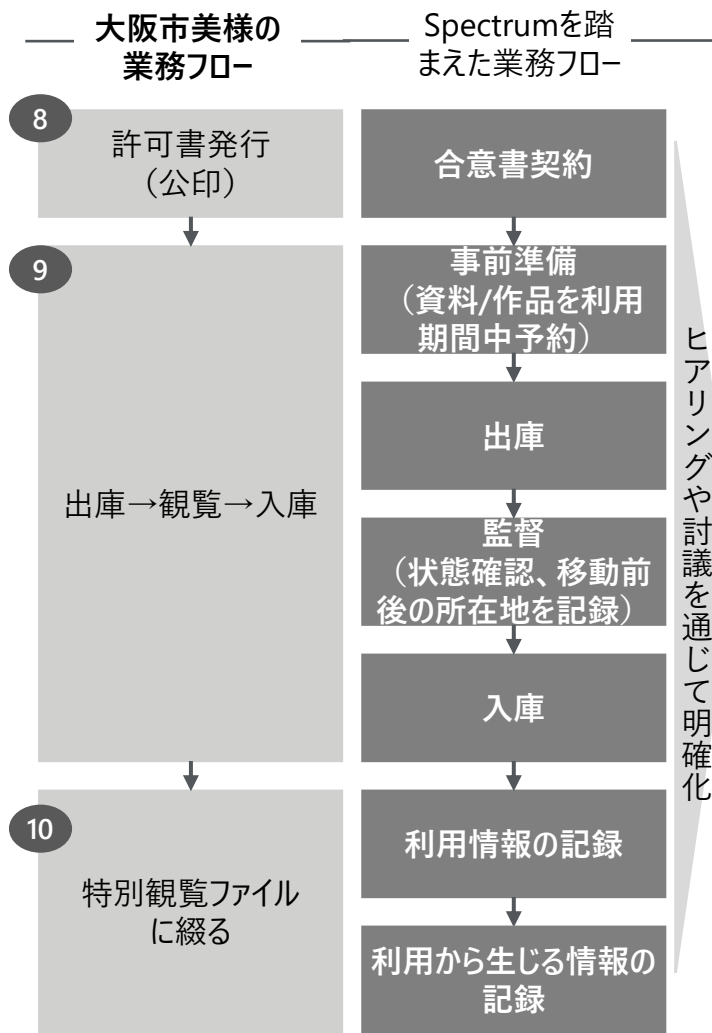 大阪市美様の
業務フロー
Spectrumを踏
まえた業務フロー
8
許可書発行
（公印）
合意書契約
9
出庫→観覧→入庫
事前準備
（資料/作品を利用
期間中予約）
出庫
監督
（状態確認、移動前
後の所在地を記録）
入庫
10
特別観覧ファイル
に綴る
利用情報の記録
利用から生じる情報の
記録
ヒアリングや討議を通じて明確化